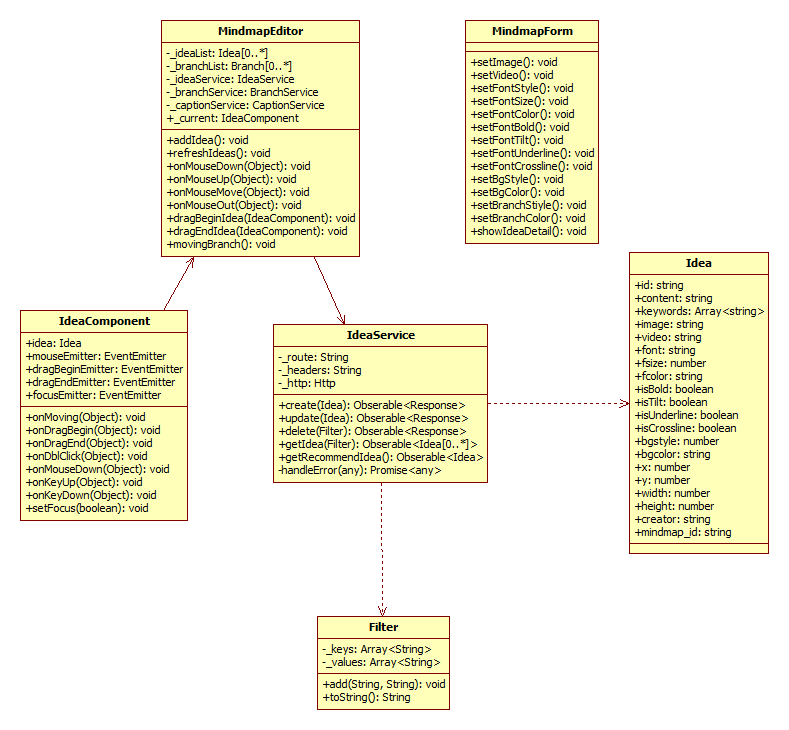 MindmapEditor
-_ideaList: Idea[0..*]
-_branchList: Branch[0..*]
-_ideaService: IdeaService
-_branchService: BranchService
-_captionService: CaptionService
+_current: IdeaComponent
+addIdea(): void
+refreshIdeas(): void
+onMouseDown(Object): void
+onMouseUp(Object): void
+onMouseMove(Object): void
+onMouseOut(Object): void
+dragBeginIdea(IdeaComponent): void
+dragEndIdea(IdeaComponent): void
+movingBranch(): void
MindmapForm
+setImage(): void
+setVideo(): void
+setFontStyle(): void
+setFontSize(): void
+setFontColor(): void
+setFontBold(): void
+setFontTilt(): void
+setFontUnderline(): void
+setFontCrossline(): void
+setBgStyle(): void
+setBgColor(): void
+setBranchStiyle(): void
+setBranchColor(): void
+showIdeaDetail(): void
Idea
+id: string
+content: string
+keywords: Array<string>
+image: string
+video: string
+font: string
+fsize: number
+fcolor: string
+isBold: boolean
+isTilt: boolean
+isUnderline: boolean
+isCrossline: boolean
+bgstyle: number
+bgcolor: string
+x: number
+y: number
+width: number
+height: number
+creator: string
+mindmap_id: string
IdeaComponent
+idea: Idea
+mouseEmitter: EventEmitter
+dragBeginEmitter: EventEmitter
+dragEndEmitter: EventEmitter
+focusEmitter: EventEmitter
+onMoving(Object): void
+onDragBegin(Object): void
+onDragEnd(Object): void
+onDblClick(Object): void
+onMouseDown(Object): void
+onKeyUp(Object): void
+onKeyDown(Object): void
+setFocus(boolean): void
IdeaService
-_route: String
-_headers: String
-_http: Http
+create(Idea): Obserable<Response>
+update(Idea): Obserable<Response>
+delete(Filter): Obserable<Response>
+getIdea(Filter): Obserable<Idea[0..*]>
+getRecommendIdea(): Obserable<Idea>
-handleError(any): Promise<any>
Filter
-_keys: Array<String>
-_values: Array<String>
+add(String, String): void
+toString(): String